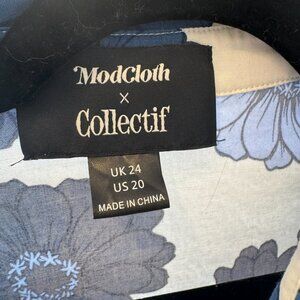 ModCloth
x
Collectif
UK 24
US 20
MADE IN CHINA